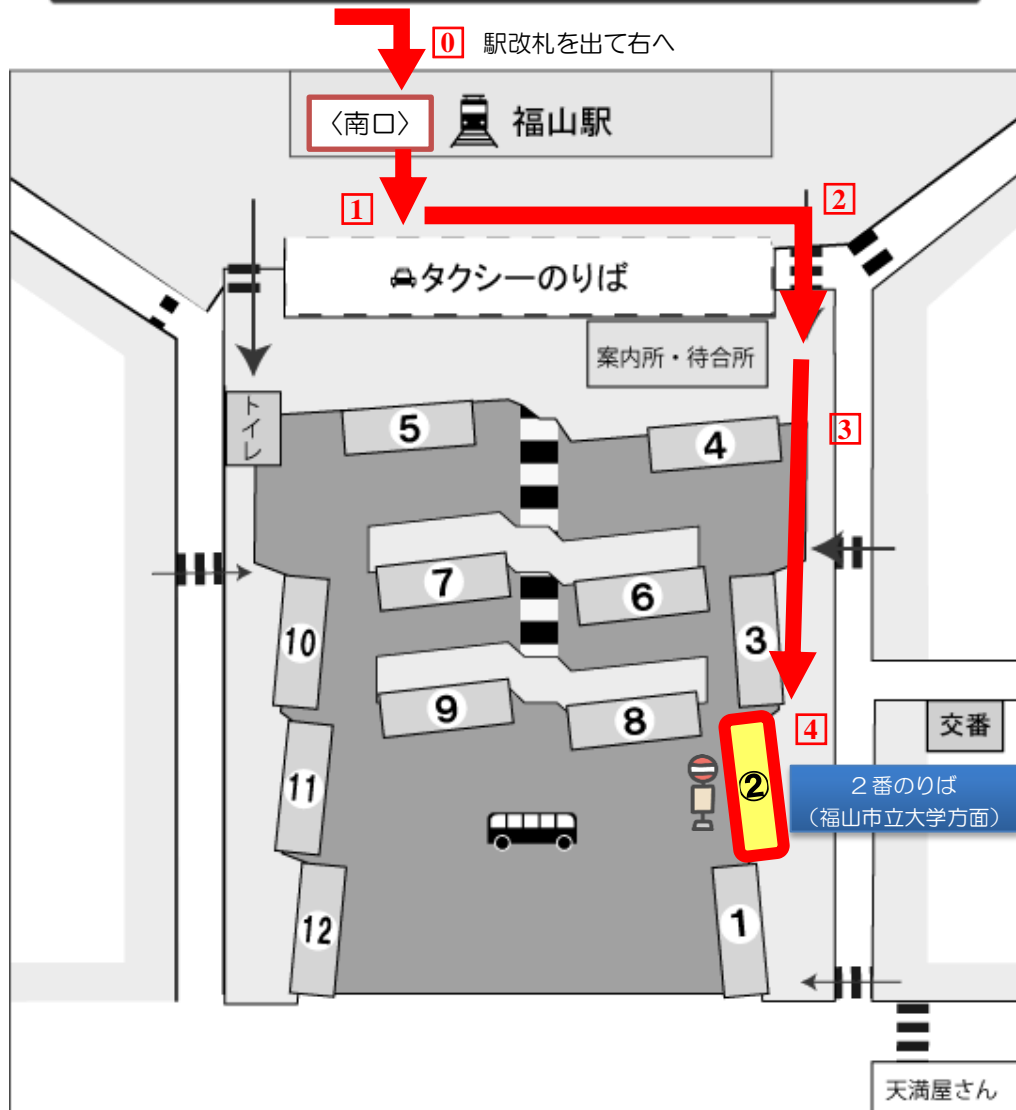 0 駅改札を出て右へ
〈南口〉 福山駅
1
2
タクシーのりば
案内所・待合所
トイレ
3
5
4
7
6
10
3
9
8
4
交番
11
②
2番のりば
(福山市立大学方面)
12
1
天満屋さん